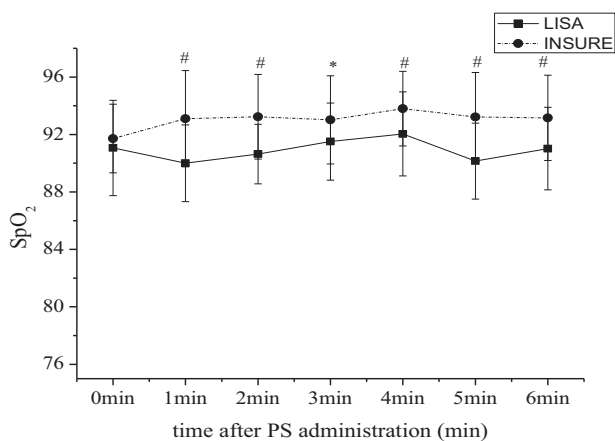 LISA
INSURE
# # * # # #
96
92
88
84
80
76
SpO2
0min 1min 2min 3min 4min 5min 6min
time after PS administration (min)